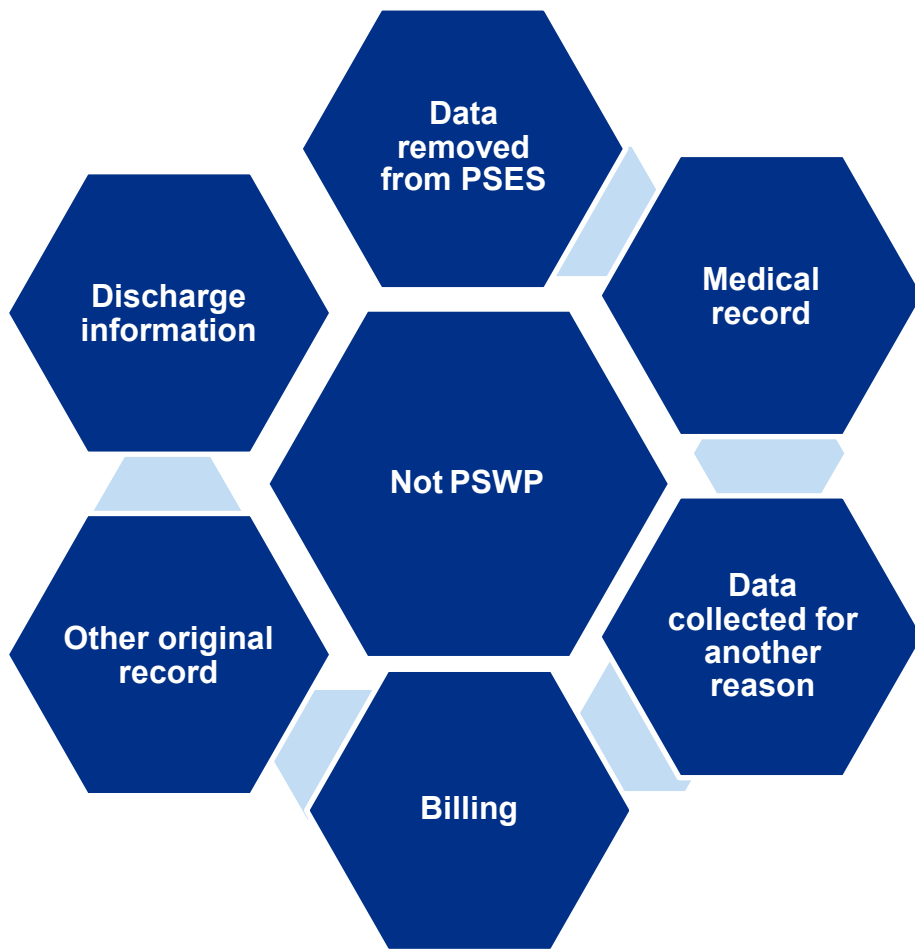 Data
removed
from PSES
Medical
record
Data
collected for
another
reason
Billing
Other original
record
Discharge
information
Not PSWP